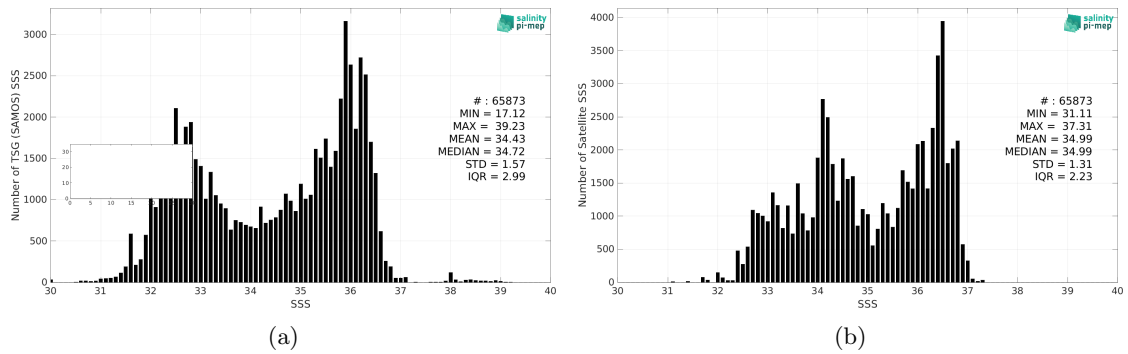 salinity
pi-mep
3000
2500
2000
1500
1000
500
0
Number of TSG (SAMOS) SSS
# : 65873
MIN = 17.12
MAX = 39.23
MEAN = 34.43
MEDIAN = 34.72
STD = 1.57
IQR = 2.99
30
20
10
0
0 5 10 15 20 25
30 31 32 33 34 35 36 37 38 39 40
SSS
(a)
salinity
pi-mep
4000
3500
3000
2500
2000
1500
1000
500
0
Number of Satellite SSS
# : 65873
MIN = 31.11
MAX = 37.31
MEAN = 34.99
MEDIAN = 34.99
STD = 1.31
IQR = 2.23
30 31 32 33 34 35 36 37 38 39 40
SSS
(b)